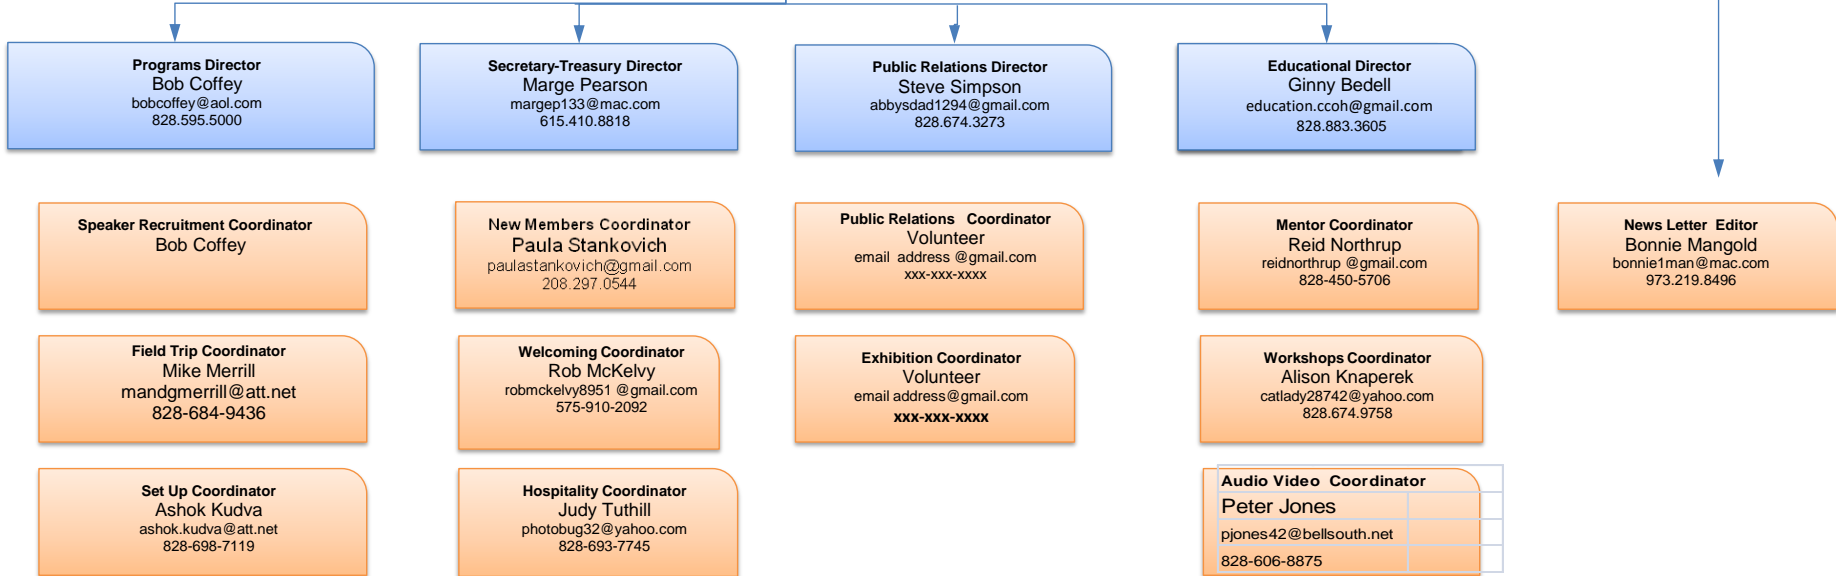 Programs Director
Bob Coffey
bobcoffey@aol.com
828.595.5000
Secretary-Treasury Director
Marge Pearson
margep133@mac.com
615.410.8818
Public Relations Director
Steve Simpson
abbysdad1294@gmail.com
828.674.3273
Educational Director
Ginny Bedell
education.ccoh@gmail.com
828.883.3605
Speaker Recruitment Coordinator
Bob Coffey
New Members Coordinator
Paula Stankovich
paulastankovich@gmail.com
208.297.0544
Public Relations Coordinator
Volunteer
email address @gmail.com
xxx-xxx-xxxx
Mentor Coordinator
Reid Northrup
reidnorthrup @gmail.com
828-450-5706
News Letter Editor
Bonnie Mangold
bonnie1man@mac.com
973.219.8496
Field Trip Coordinator
Mike Merrill
mandgmerrill@att.net
828-684-9436
Welcoming Coordinator
Rob McKelvy
robmckelvy8951 @gmail.com
575-910-2092
Exhibition Coordinator
Volunteer
email address@gmail.com
xxx-xxx-xxxx
Workshops Coordinator
Alison Knaperek
catlady28742@yahoo.com
828.674.9758
Set Up Coordinator
Ashok Kudva
ashok.kudva@att.net
828-698-7119
Hospitality Coordinator
Judy Tuthill
photobug32@yahoo.com
828-693-7745
Audio Video Coordinator
Peter Jones
pjones42@bellsouth.net
828-606-8875